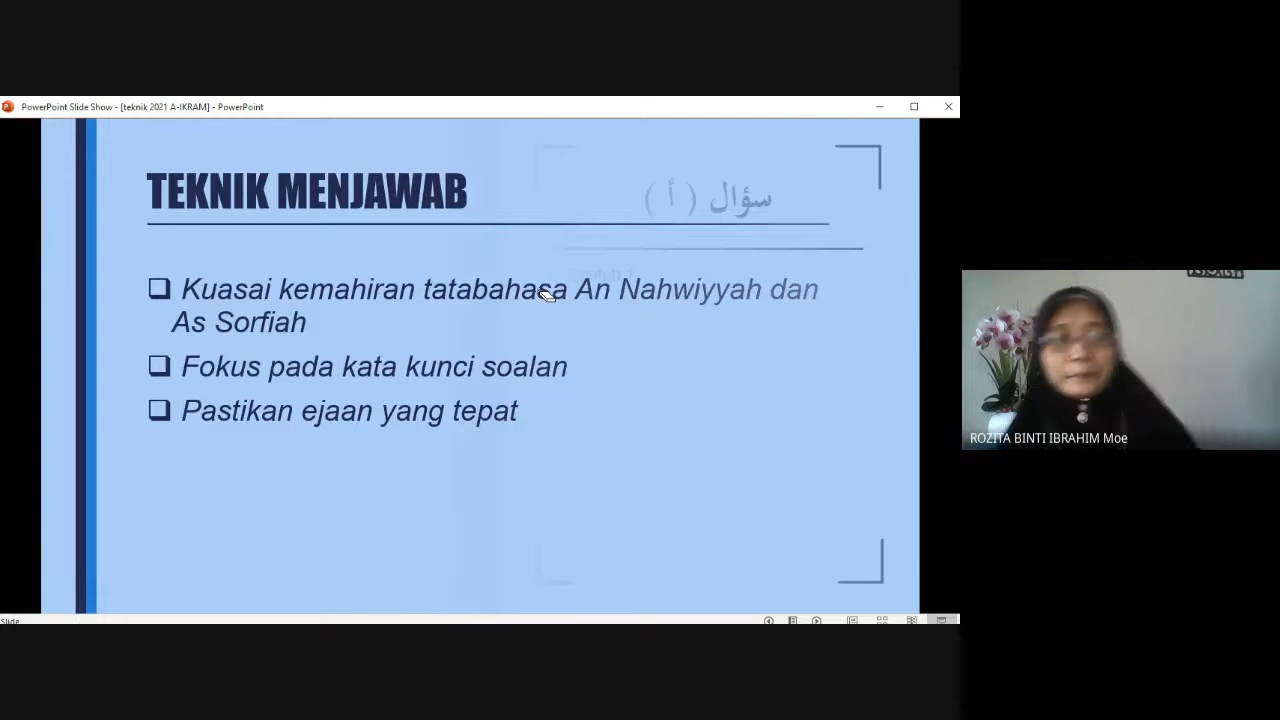 PowerPoint Slide Show - [teknik 2021 A-IKRAM] - PowerPoint
TEKNIK MENJAWAB
سؤال ( أ )
❑ Kuasai kemahiran tatabahasa An Nahwiyyah dan
As Sorfiah
❑ Fokus pada kata kunci soalan
❑ Pastikan ejaan yang tepat
ROZITA BINTI IBRAHIM Moe
Slide